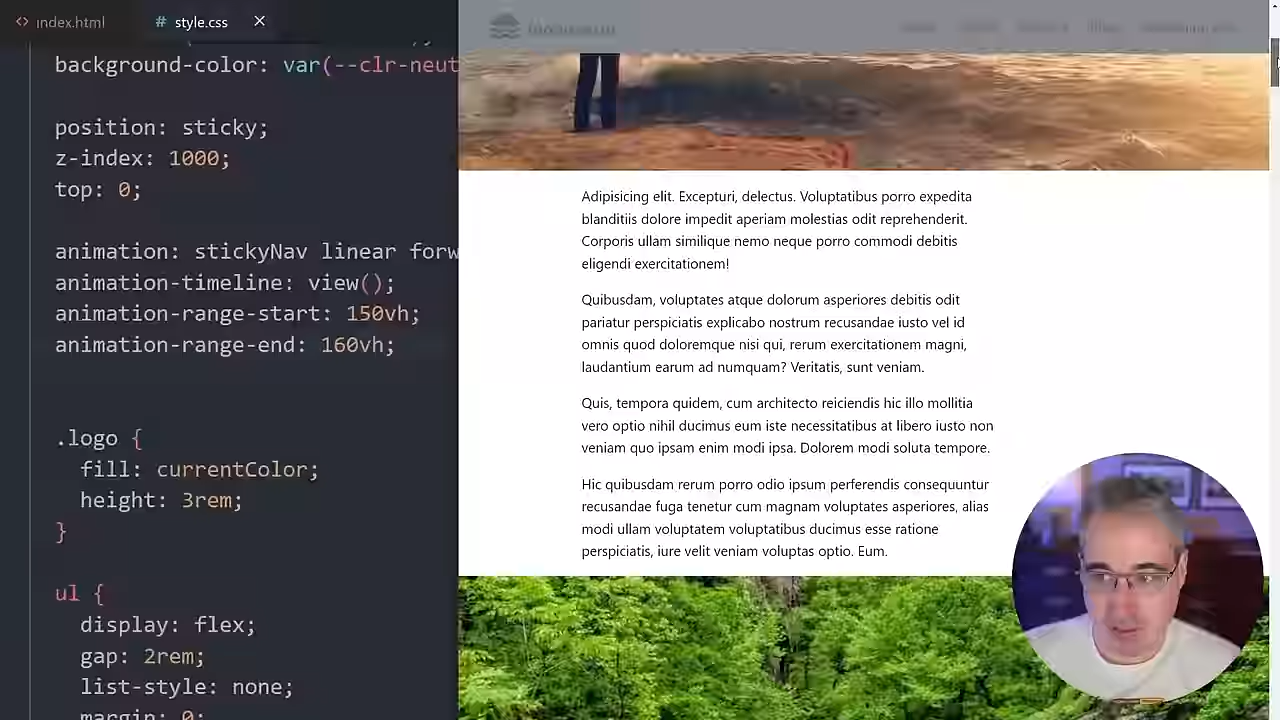 index.html
style.css
background-color: var(--clr-neut
position: sticky;
z-index: 1000;
top: 0;
animation: stickyNav linear forw
animation-timeline: view();
animation-range-start: 150vh;
animation-range-end: 160vh;
.logo {
fill: currentColor;
height: 3rem;
}
ul {
display: flex;
gap: 2rem;
list-style: none;
margin: 0;
Adipisicing elit. Excepturi, delectus. Voluptatibus porro expedita
blanditiis dolore impedit aperiam molestias odit reprehenderit.
Corporis ullam similique nemo neque porro commodi debitis
eligendi exercitationem!
Quibusdam, voluptates atque dolorum asperiores debitis odit
pariatur perspiciatis explicabo nostrum recusandae iusto vel id
omnis quod doloremque nisi qui, rerum exercitationem magni,
laudantium earum ad numquam? Veritatis, sunt veniam.
Quis, tempora quidem, cum architecto reiciendis hic illo mollitia
vero optio nihil ducimus eum iste necessitatibus at libero iusto non
veniam quo ipsam enim modi ipsa. Dolorem modi soluta tempore.
Hic quibusdam rerum porro odio ipsum perferendis consequuntur
recusandae fuga tenetur cum magnam voluptates asperiores, alias
modi ullam voluptatem voluptatibus ducimus esse ratione
perspiciatis, iure velit veniam voluptas optio. Eum.